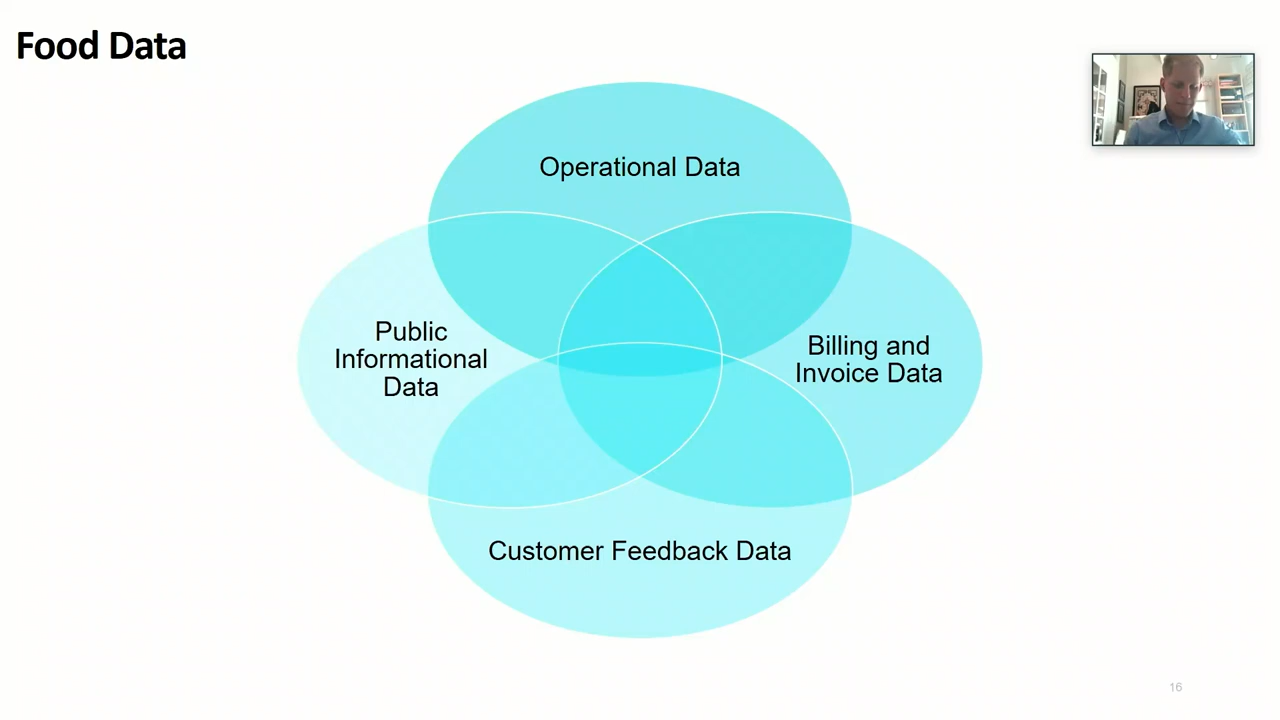 Food Data
Operational Data
Public
Informational
Data
Billing and
Invoice Data
Customer Feedback Data
16